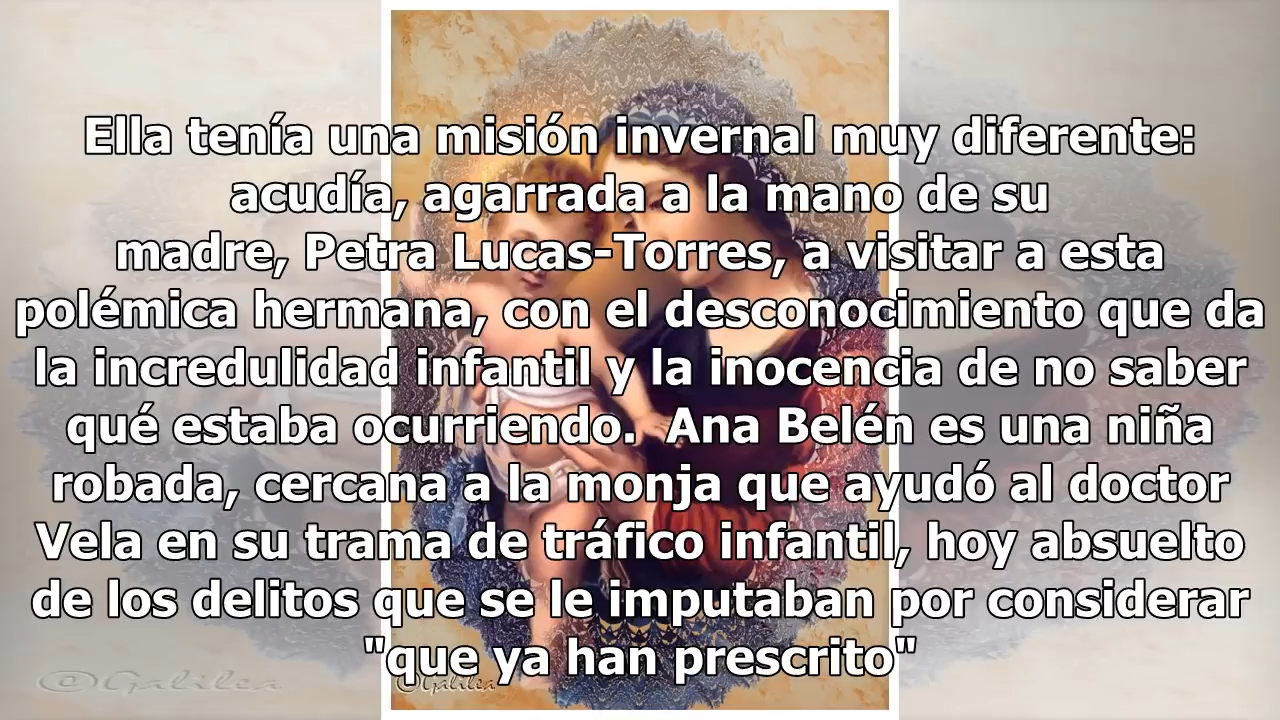 Ella tenía una misión invernal muy diferente:
acudía, agarrada a la mano de su
madre, Petra Lucas-Torres, a visitar a esta
polémica hermana, con el desconocimiento que da
la incredulidad infantil y la inocencia de no saber
qué estaba ocurriendo.  Ana Belén es una niña
robada, cercana a la monja que ayudó al doctor
Vela en su trama de tráfico infantil, hoy absuelto
de los delitos que se le imputaban por considerar
"que ya han prescrito"
@Galilea
@Galilea